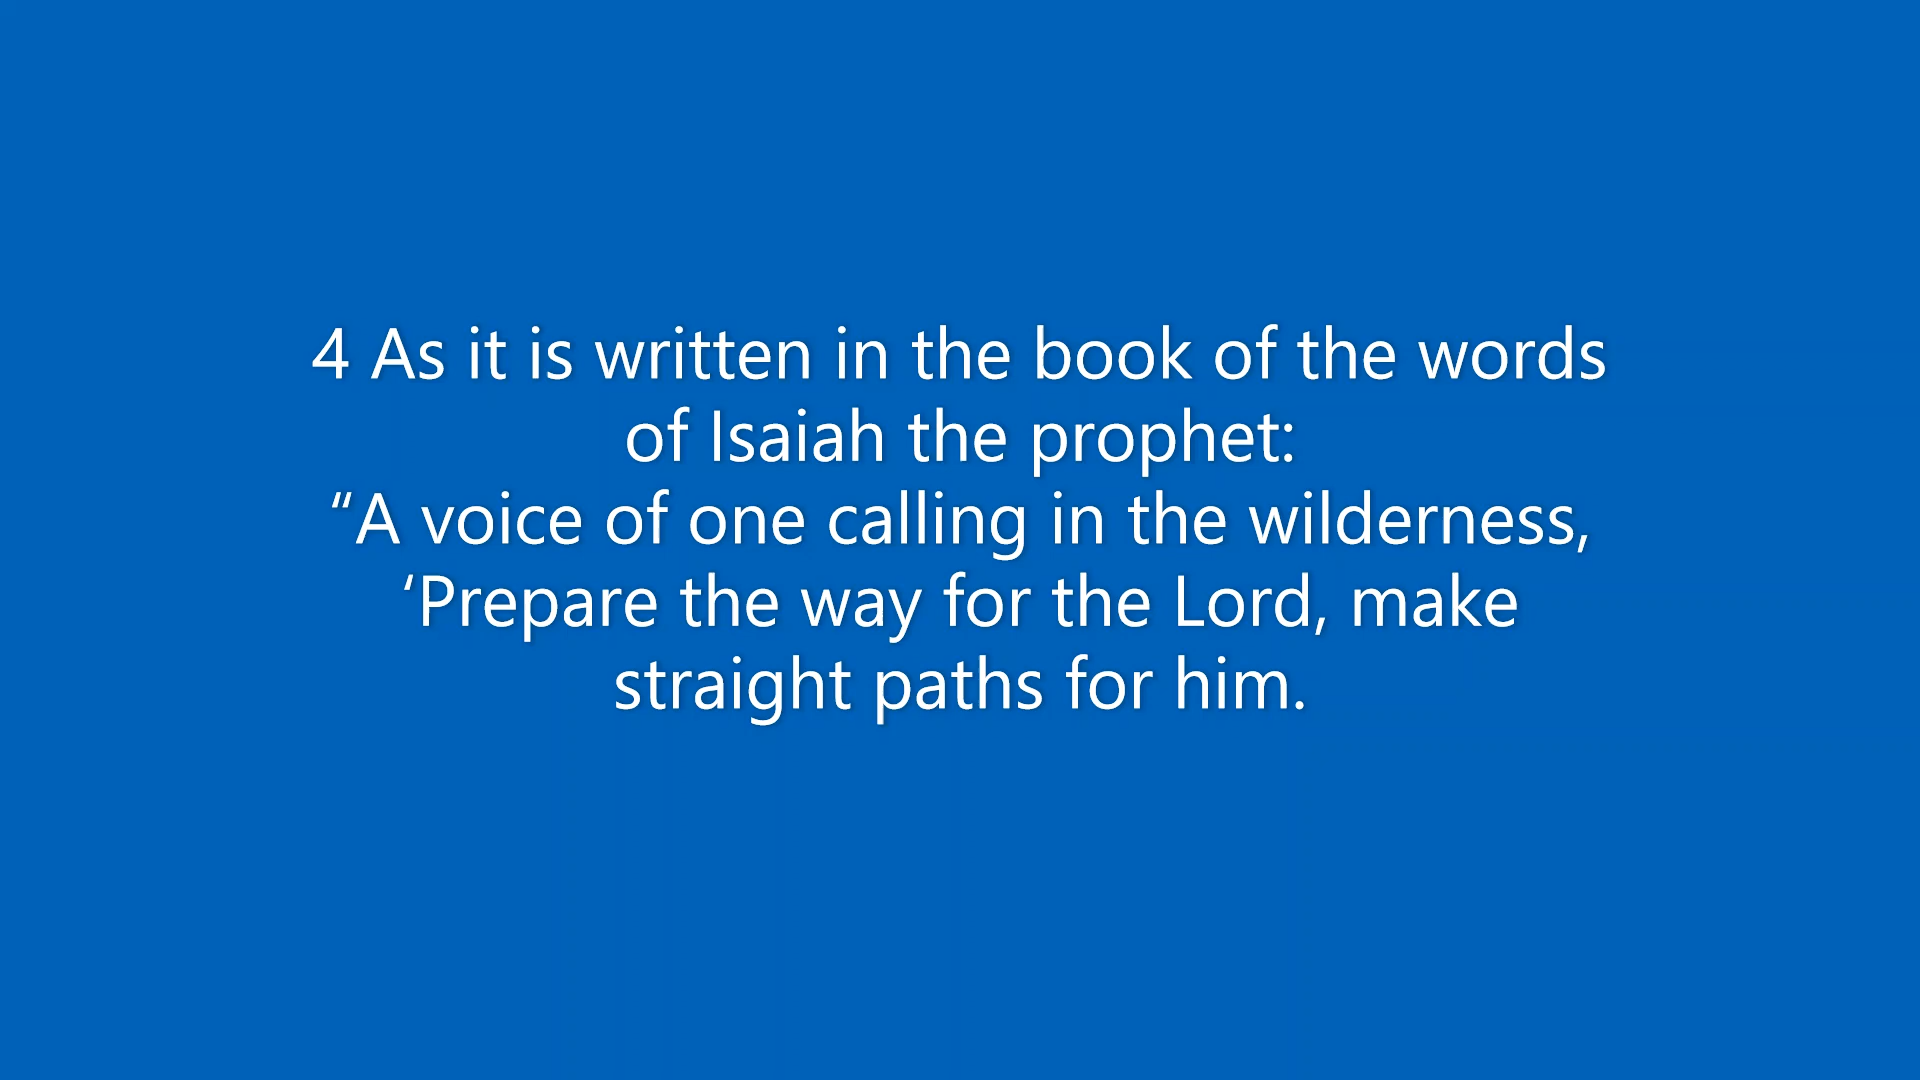 4 As it is written in the book of the words
of Isaiah the prophet:
“A voice of one calling in the wilderness,
‘Prepare the way for the Lord, make
straight paths for him.